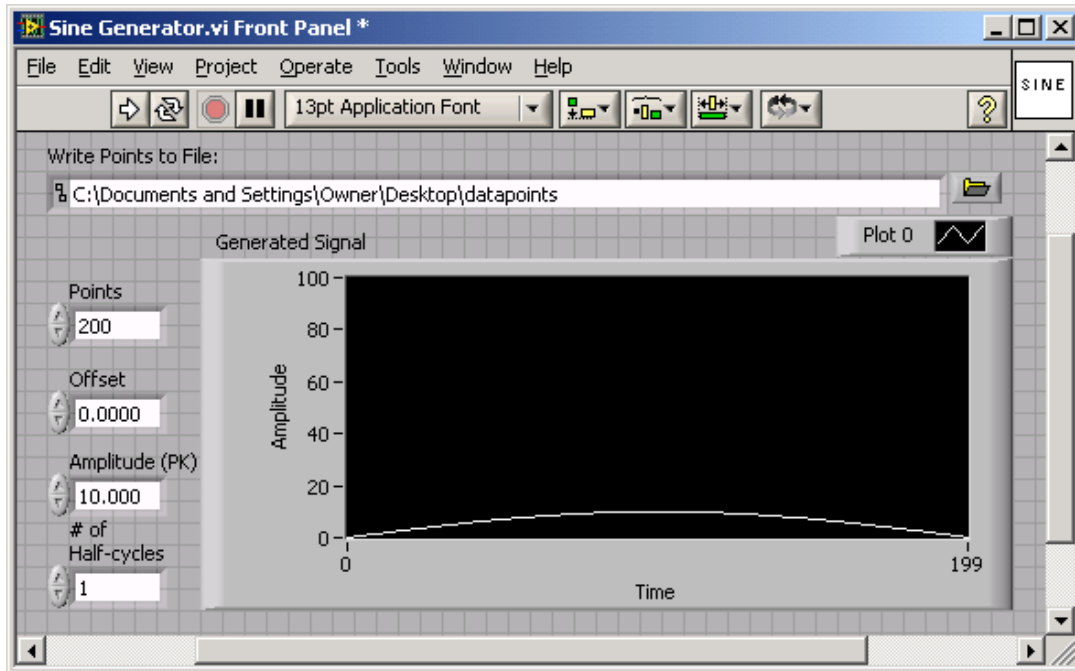 Sine Generator.vi Front Panel *
File Edit View Project Operate Tools Window Help
SINE
13pt Application Font
?
Write Points to File:
C:\Documents and Settings\Owner\Desktop\datapoints
Generated Signal
Plot 0
Points
200
Offset
0.0000
Amplitude (PK)
10.000
# of
Half-cycles
1
Amplitude
100
80
60
40
20
0
0
199
Time